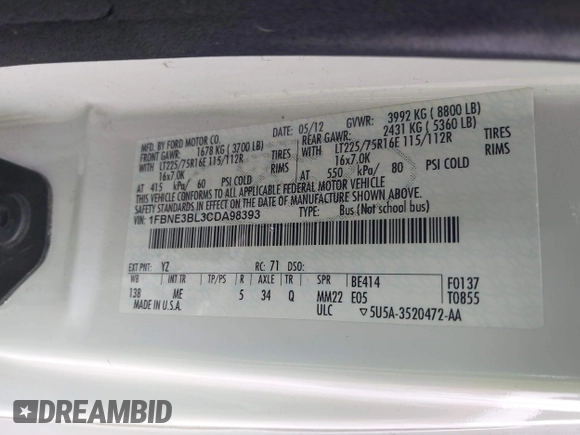 MFD. BY FORD MOTOR CO.
DATE: 05/12 GVWR: 3992 KG ( 8800 LB)
FRONT GAWR: 1678 KG ( 3700 LB) REAR GAWR: 2431 KG ( 5360 LB)
WITH LT225/75R16E 115/112R WITH LT225/75R16E 115/112R
16x7.0K 16x7.0K
AT 415 kPa/ 60 PSI COLD AT 550 kPa/ 80 PSI COLD
THIS VEHICLE CONFORMS TO ALL APPLICABLE FEDERAL MOTOR VEHICLE
SAFETY STANDARDS IN EFFECT ON THE DATE OF MANUFACTURE SHOWN ABOVE.
VIN: 1FBNE3BL3CDA98393 TYPE: Bus (Not school bus)
EXT PNT: YZ RC: 71 DSO:
WB INT TR TP/PS R AXLE TR SPR BE414 F0137
138 ME 5 34 Q MM22 E05 T0855
MADE IN U.S.A. ULC ▽5U5A-3520472-AA
DREAMBID